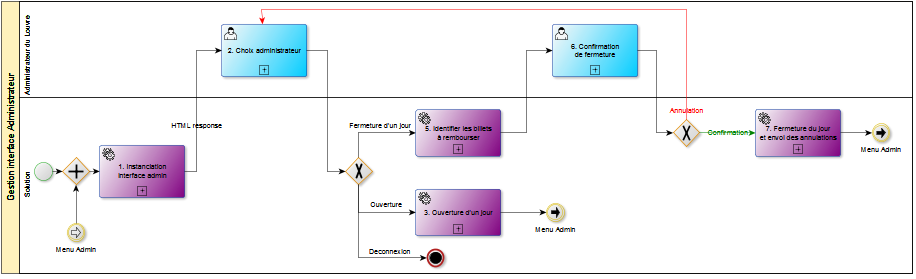 Gestion interface Administrateur
Administrateur du Louvre
2. Choix administrateur
6. Confirmation
de fermeture
Solution
HTML response
1. Instanciation
interface admin
Menu Admin
Fermeture d'un jour
5. Identifier les billets
à rembourser
Annulation
Confirmation
7. Fermeture du jour
et envoi des annulations
Menu Admin
Ouverture
3. Ouverture d'un jour
Menu Admin
Deconnexion